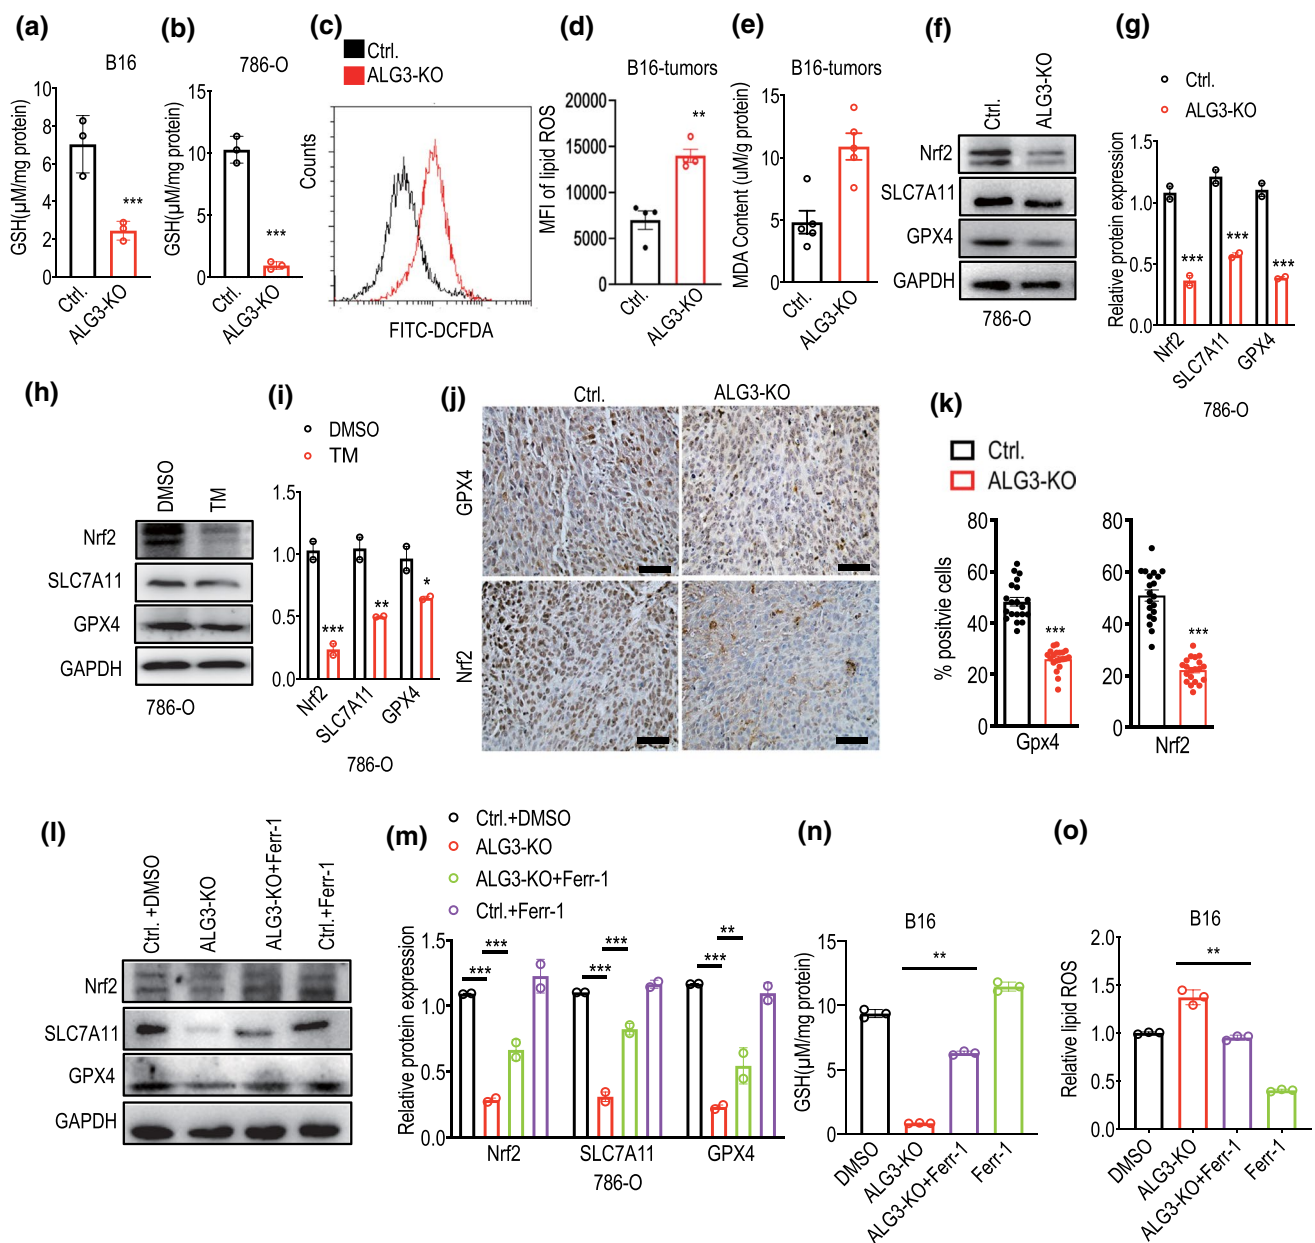 (a)
B16
GSH(µM/mg protein)
10
8
6
4
2
0
***
Ctrl.
ALG3-KO
(b)
786-O
GSH(µM/mg protein)
15
10
5
0
***
Ctrl.
ALG3-KO
(c)
Ctrl.
ALG3-KO
Counts
FITC-DCFDA
(d)
B16-tumors
MFI of lipid ROS
20000
15000
10000
5000
0
**
Ctrl.
ALG3-KO
(e)
B16-tumors
MDA Content (uM/g protein)
15
10
5
0
Ctrl.
ALG3-KO
(f)
Ctrl.
ALG3-KO
Nrf2
SLC7A11
GPX4
GAPDH
786-O
(g)
Ctrl.
ALG3-KO
Relative protein expression
1.5
1.0
0.5
0.0
***
***
***
Nrf2
SLC7A11
GPX4
786-O
(h)
DMSO
TM
Nrf2
SLC7A11
GPX4
GAPDH
786-O
(i)
DMSO
TM
1.5
1.0
0.5
0.0
***
**
*
Nrf2
SLC7A11
GPX4
786-O
(j)
Ctrl.
ALG3-KO
GPX4
Nrf2
(k)
Ctrl.
ALG3-KO
% positvie cells
80
60
40
20
0
***
Gpx4
80
60
40
20
0
***
Nrf2
(l)
Ctrl.+DMSO
ALG3-KO
ALG3-KO+Ferr-1
Ctrl.+Ferr-1
Nrf2
SLC7A11
GPX4
GAPDH
(m)
Ctrl.+DMSO
ALG3-KO
ALG3-KO+Ferr-1
Ctrl.+Ferr-1
Relative protein expression
1.5
1.0
0.5
0.0
***
***
***
***
**
***
Nrf2
SLC7A11
GPX4
786-O
(n)
B16
GSH(µM/mg protein)
15
10
5
0
**
DMSO
ALG3-KO
ALG3-KO+Ferr-1
Ferr-1
(o)
B16
Relative lipid ROS
2.0
1.5
1.0
0.5
0.0
**
DMSO
ALG3-KO
ALG3-KO+Ferr-1
Ferr-1